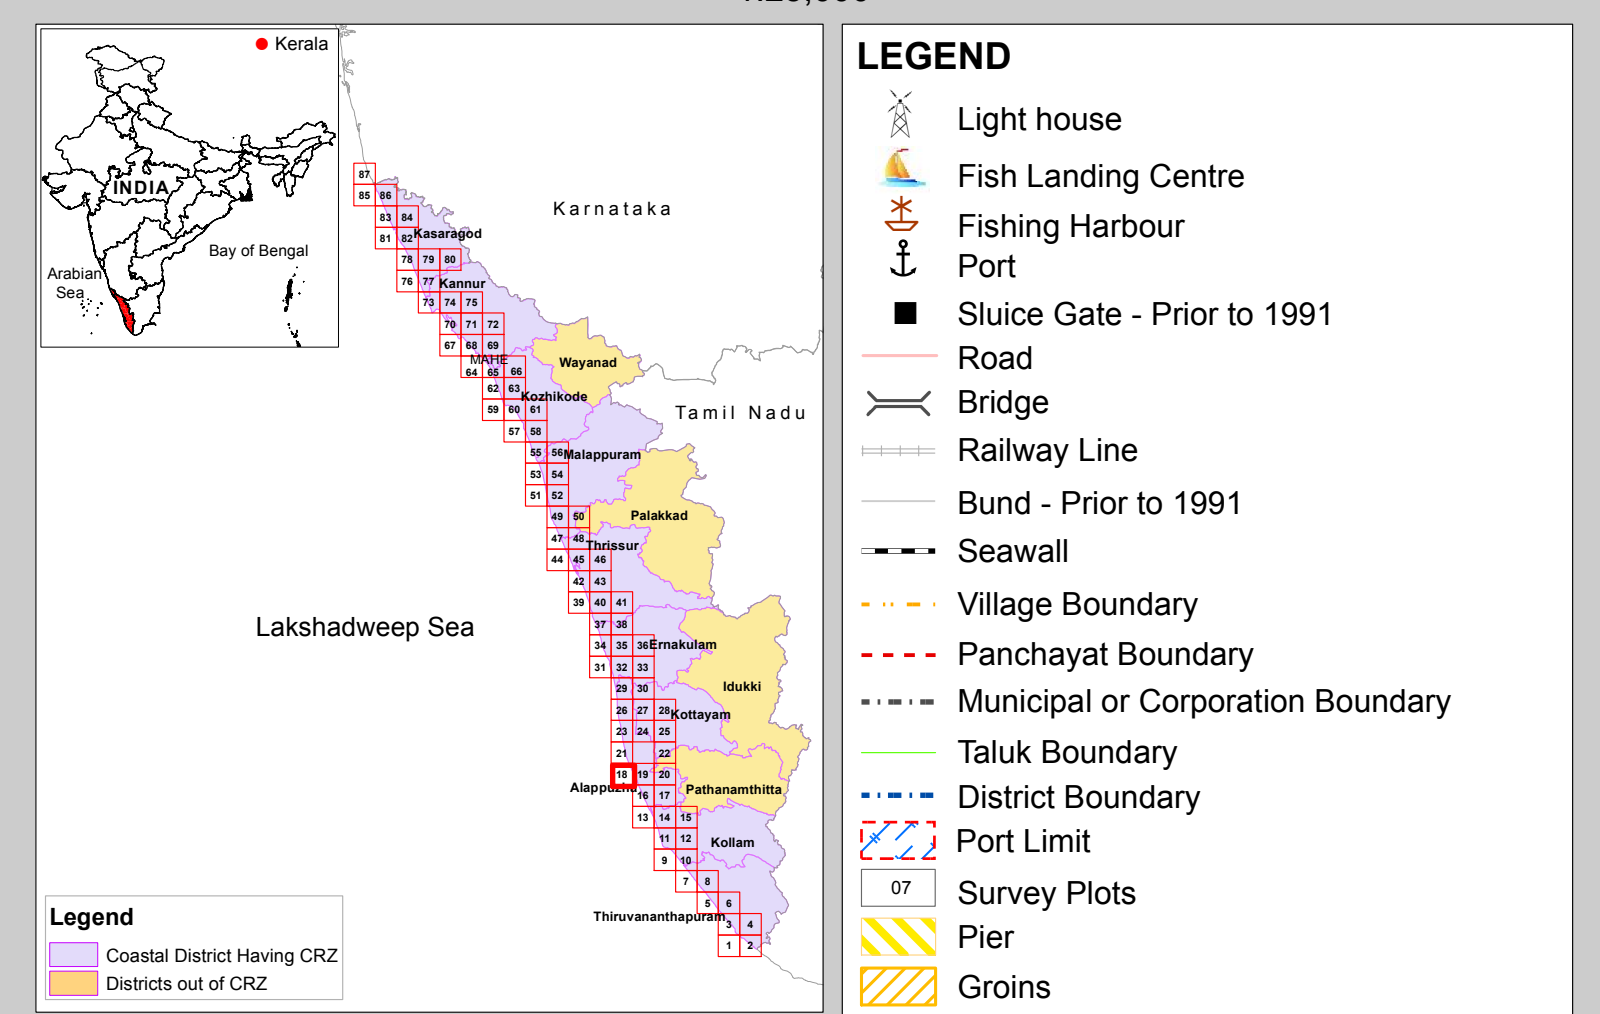 Kerala
INDIA
Bay of Bengal
Arabian
Sea
Karnataka
Tamil Nadu
Lakshadweep Sea
87
85 86
83 84
Kasaragod
81 82
78 79 80
76 77
Kannur
73 74 75
70 71 72
67 68 69
MAHE
64 65 66
Wayanad
62 63
Kozhikode
59 60 61
57 58
55 56
Malappuram
53 54
51 52
49 50
Palakkad
47 48
Thrissur
44 45 46
42 43
39 40 41
37 38
34 35 36
Ernakulam
31 32 33
29 30
Idukki
26 27 28
Kottayam
23 24 25
21 22
18 19 20
Alappuzha
Pathanamthitta
16 17
13 14 15
11 12
Kollam
9 10
7 8
5 6
Thiruvananthapuram
3 4
1 2
Legend
Coastal District Having CRZ
Districts out of CRZ
LEGEND
Light house
Fish Landing Centre
Fishing Harbour
Port
Sluice Gate - Prior to 1991
Road
Bridge
Railway Line
Bund - Prior to 1991
Seawall
Village Boundary
Panchayat Boundary
Municipal or Corporation Boundary
Taluk Boundary
District Boundary
Port Limit
07
Survey Plots
Pier
Groins